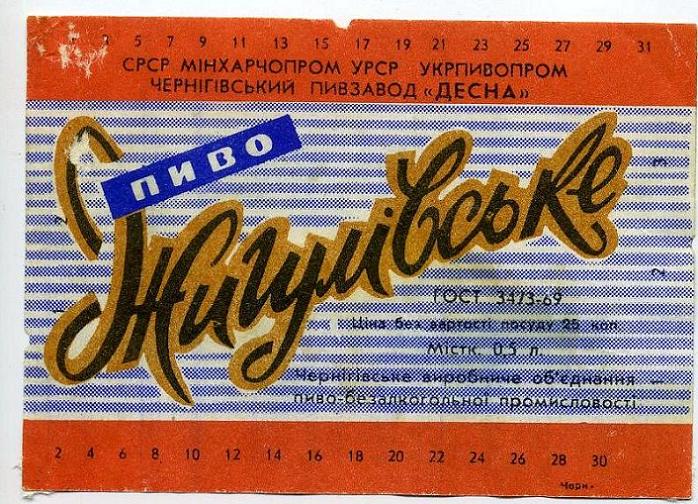 3 5 7 9 11 13 15 17 19 21 23 25 27 29 31
СРСР МІНХАРЧОПРОМ УРСР УКРПИВОПРОМ
ЧЕРНІГІВСЬКИЙ ПИВЗАВОД «ДЕСНА»
ПИВО
Жигулівське
ГОСТ 3473-69
Ціна без вартості посуду 25 коп
Містк. 0,5 л.
Чернігівське виробниче об'єднання
пиво-безалкогольної промисловості
1 2 3
2 4 6 8 10 12 14 16 18 20 22 24 26 28 30